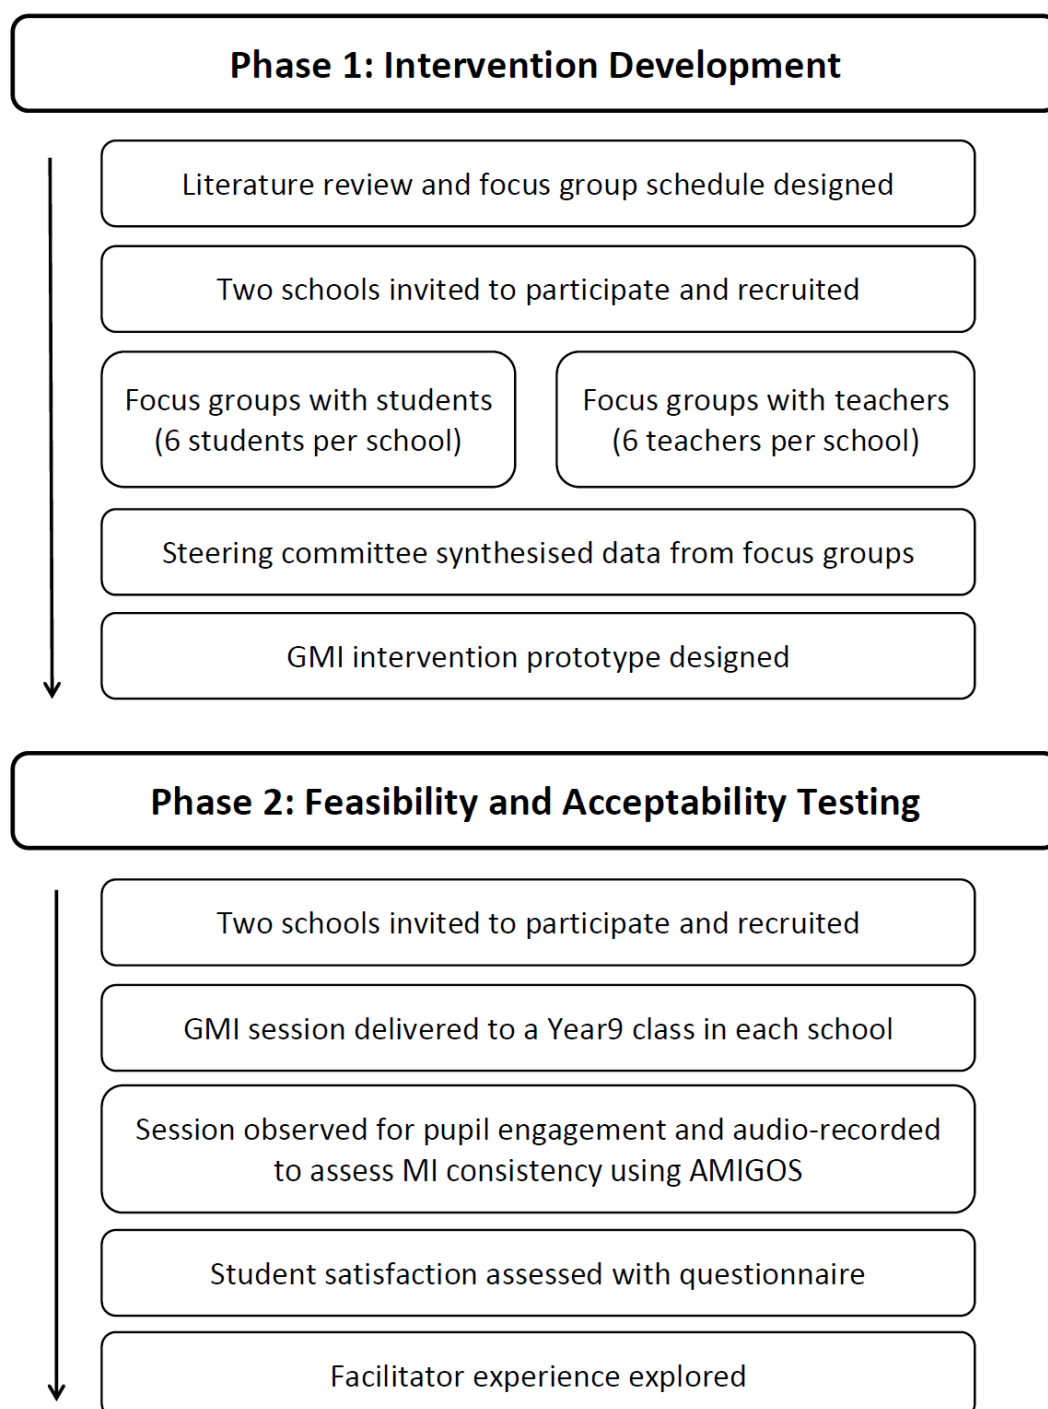 Phase 1: Intervention Development
Literature review and focus group schedule designed
Two schools invited to participate and recruited
Focus groups with students
(6 students per school)
Focus groups with teachers
(6 teachers per school)
Steering committee synthesised data from focus groups
GMI intervention prototype designed
Phase 2: Feasibility and Acceptability Testing
Two schools invited to participate and recruited
GMI session delivered to a Year9 class in each school
Session observed for pupil engagement and audio-recorded
to assess MI consistency using AMIGOS
Student satisfaction assessed with questionnaire
Facilitator experience explored